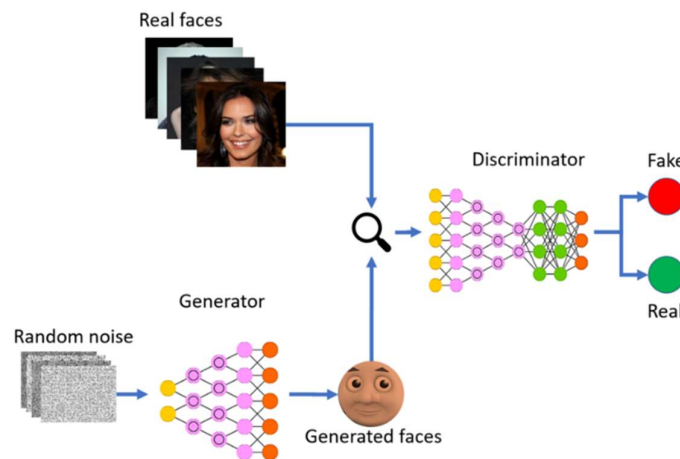 Real faces
Discriminator
Fake
Generator
Real
Random noise
Generated faces